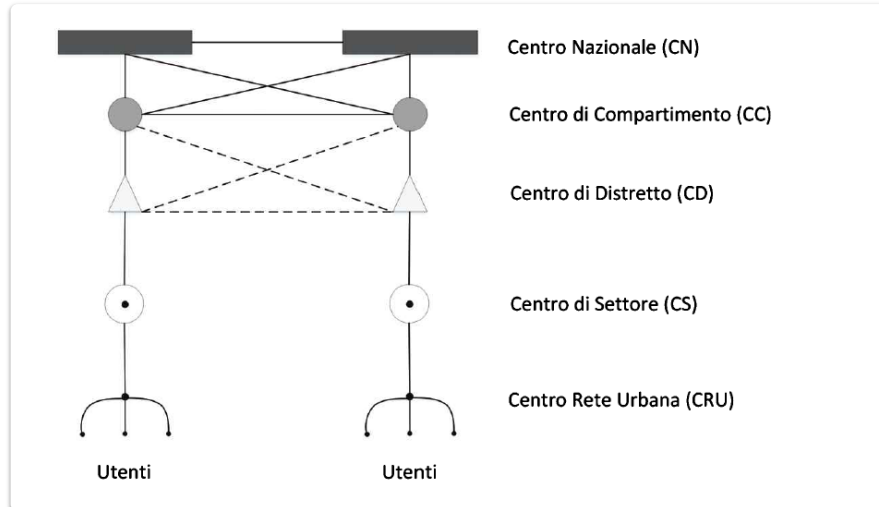 Centro Nazionale (CN)
Centro di Compartimento (CC)
Centro di Distretto (CD)
Centro di Settore (CS)
Centro Rete Urbana (CRU)
Utenti
Utenti